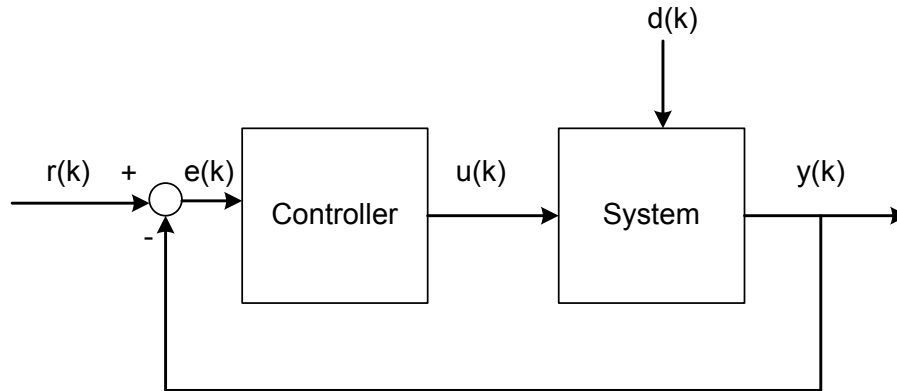 d(k)
r(k)
+
e(k)
Controller
u(k)
System
y(k)
-